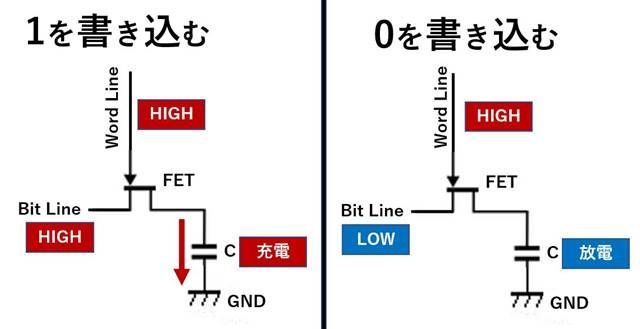 1を書き込む
Word Line
HIGH
FET
Bit Line
HIGH
C
充電
GND
0を書き込む
Word Line
HIGH
FET
Bit Line
LOW
C
放電
GND